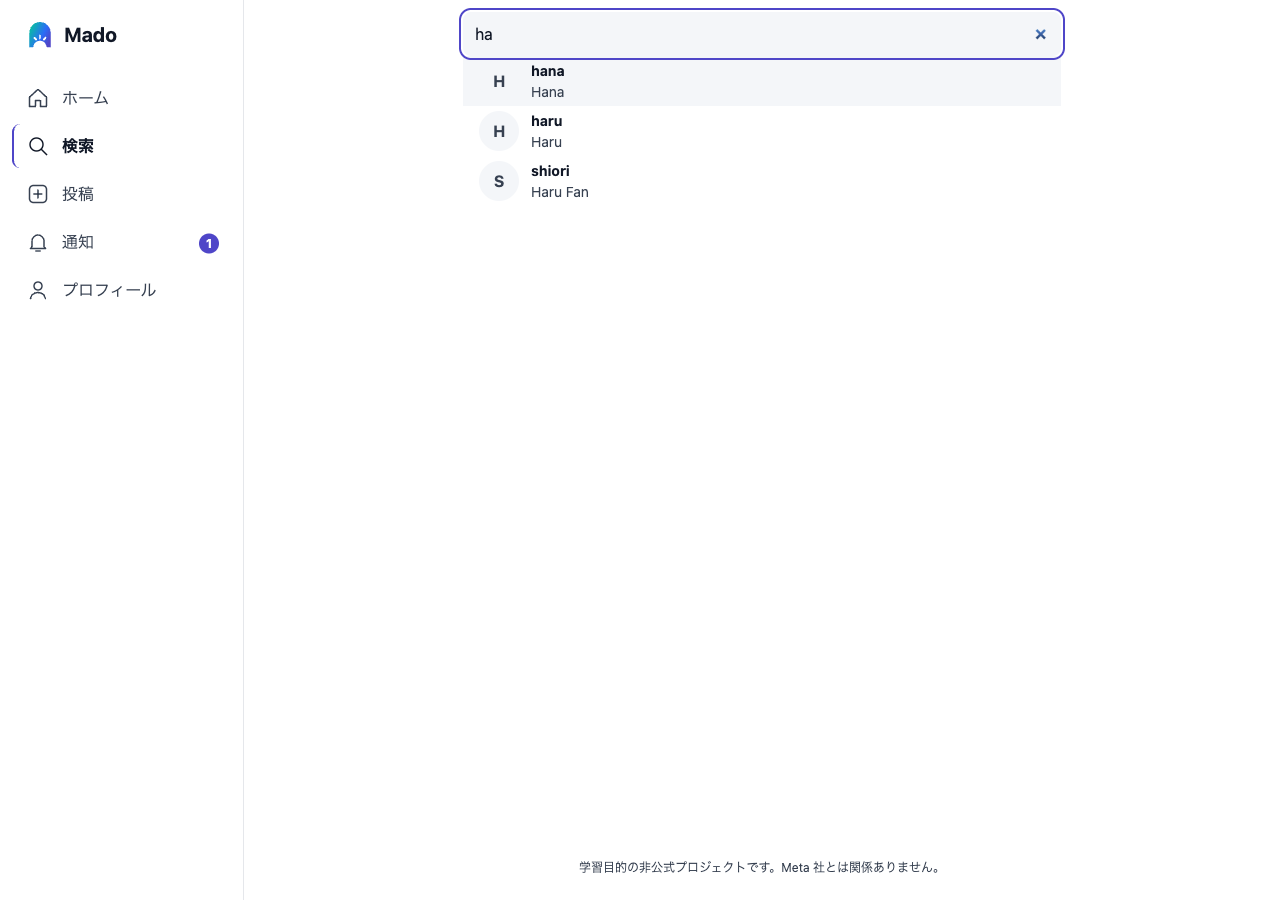 Mado
ホーム
検索
投稿
通知
1
プロフィール
ha
H
hana
Hana
H
haru
Haru
S
shiori
Haru Fan
学習目的の非公式プロジェクトです。Meta 社とは関係ありません。